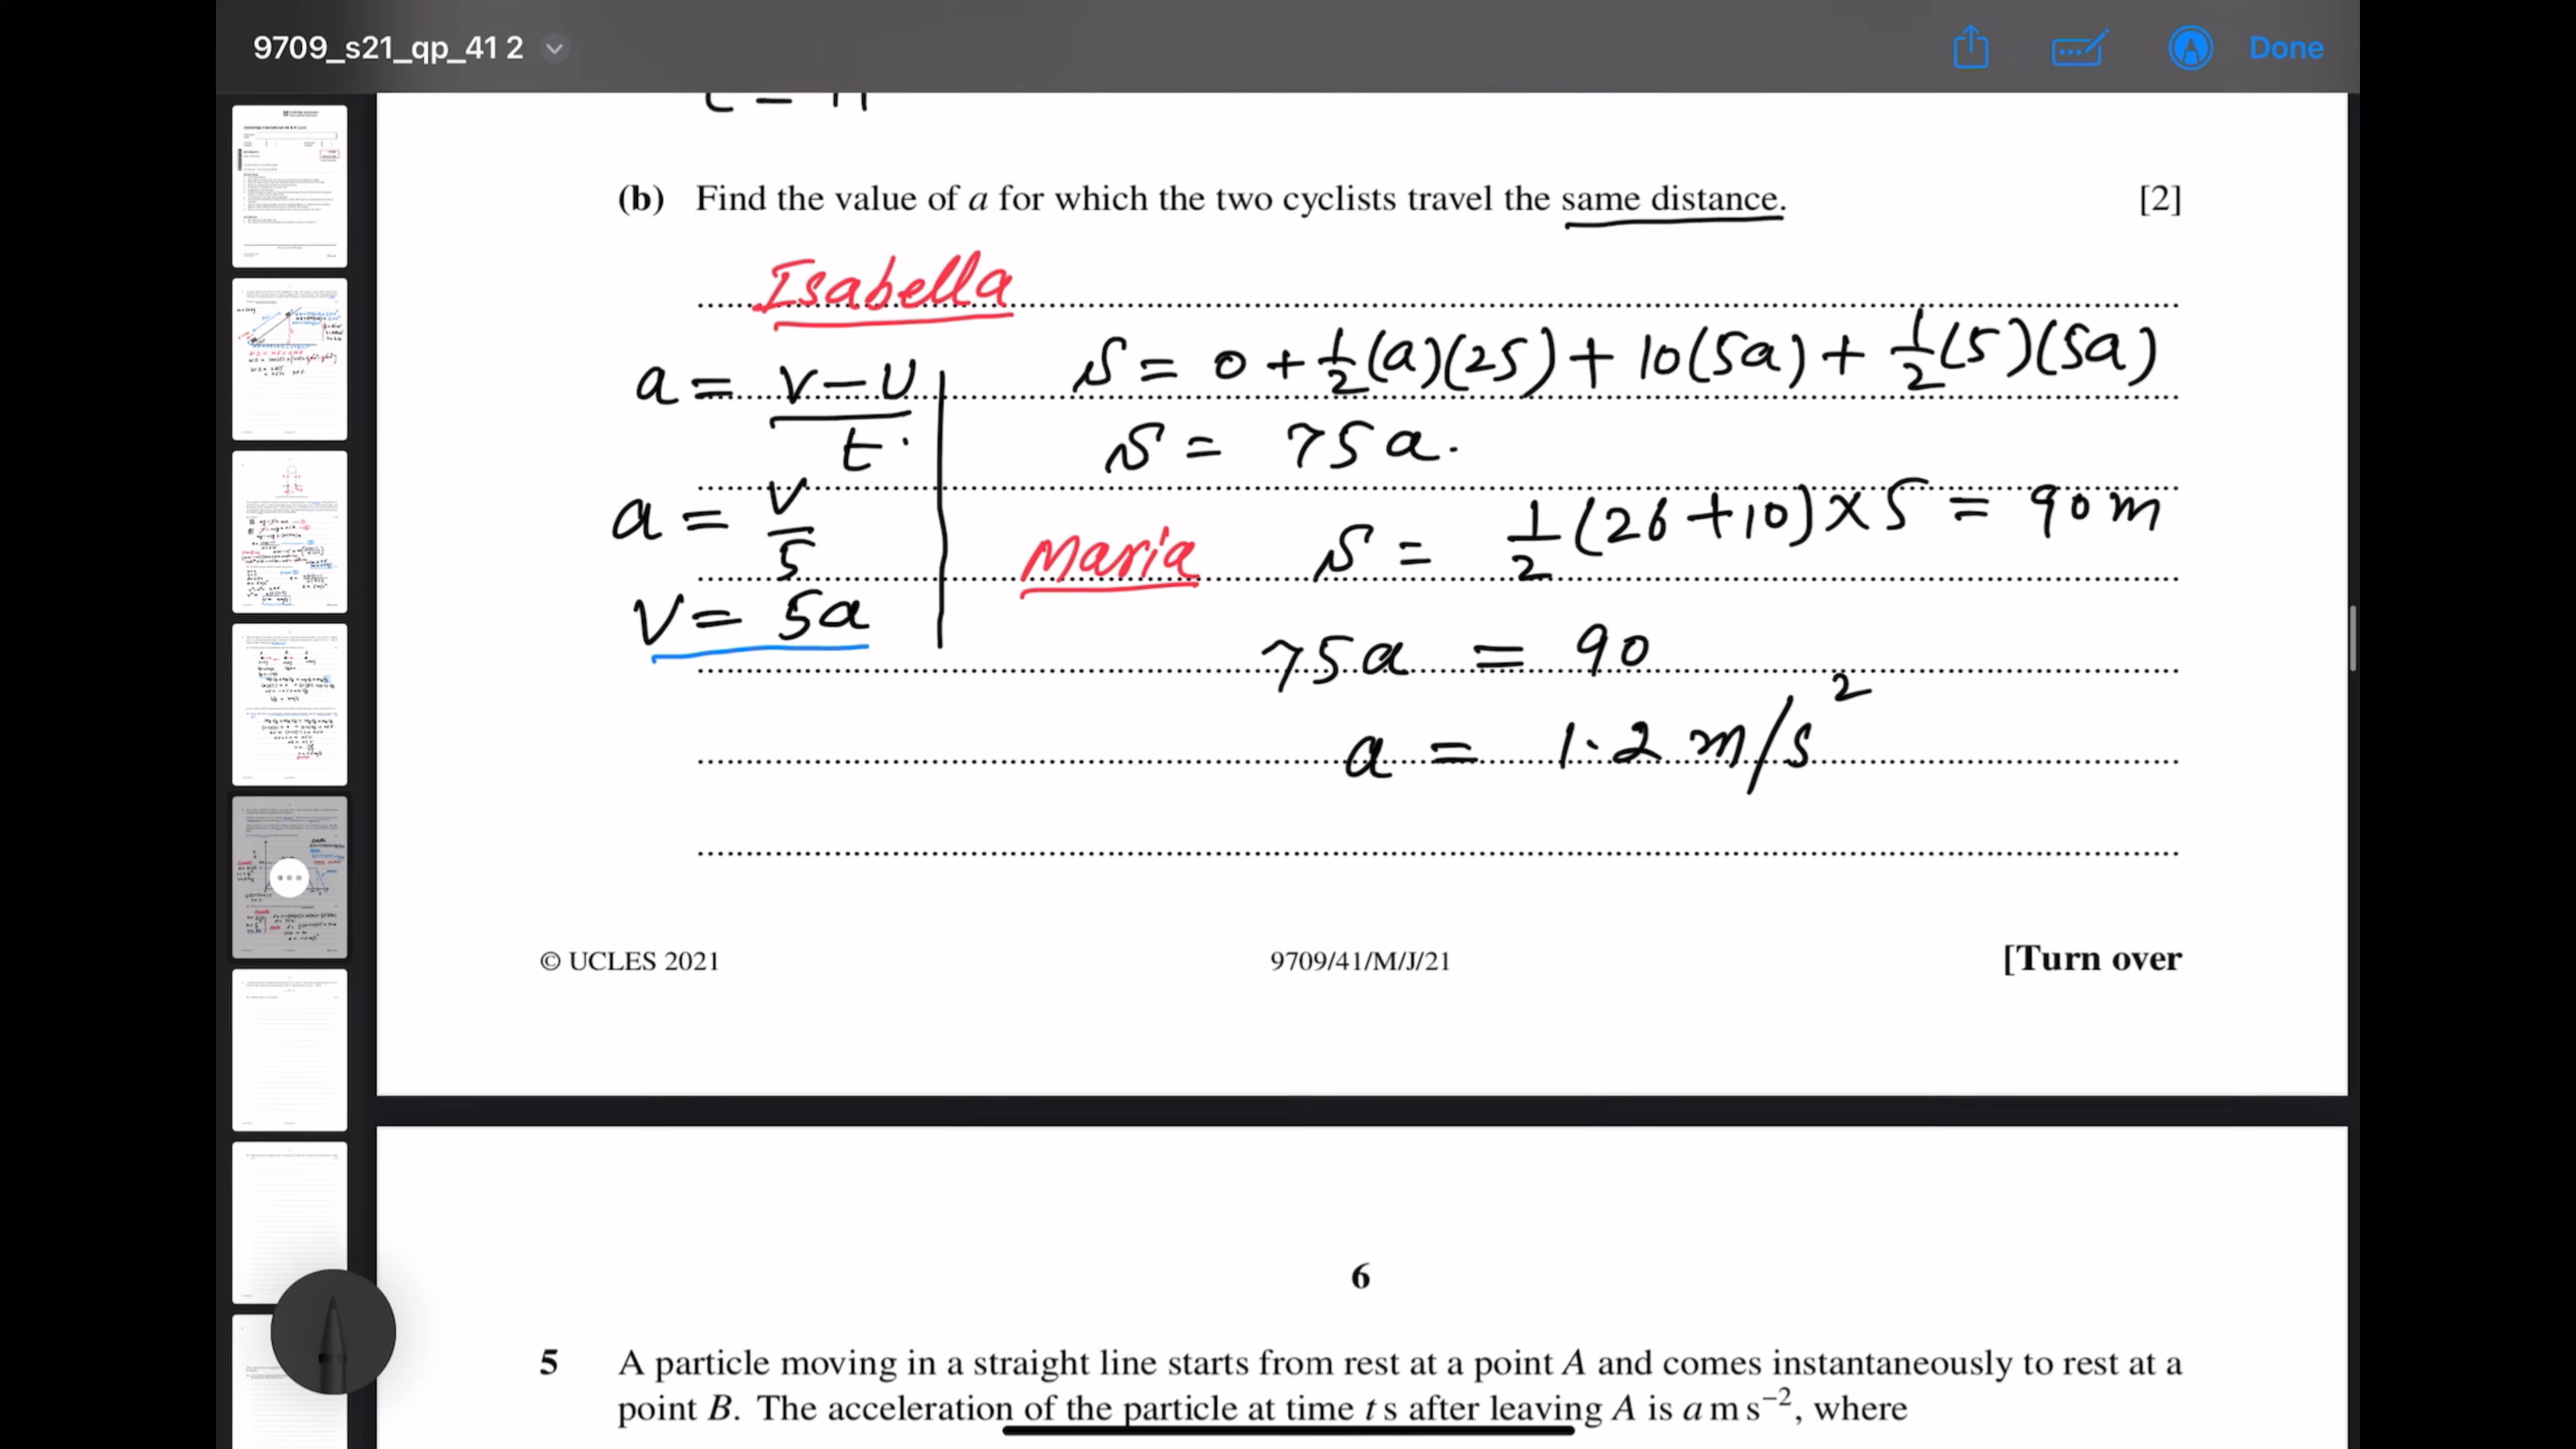 9709_s21_qp_41 2
Done
(b) Find the value of a for which the two cyclists travel the same distance. [2]
Isabella
a = v-u / t.
S = 0 + 1/2 (a)(25) + 10(5a) + 1/2 (5)(5a)
S = 75a.
a = v/5
Maria S = 1/2 (26+10) × 5 = 90m
v = 5a
75a = 90
a = 1.2 m/s²
© UCLES 2021 9709/41/M/J/21 [Turn over
6
5 A particle moving in a straight line starts from rest at a point A and comes instantaneously to rest at a
point B. The acceleration of the particle at time t s after leaving A is a m s⁻², where